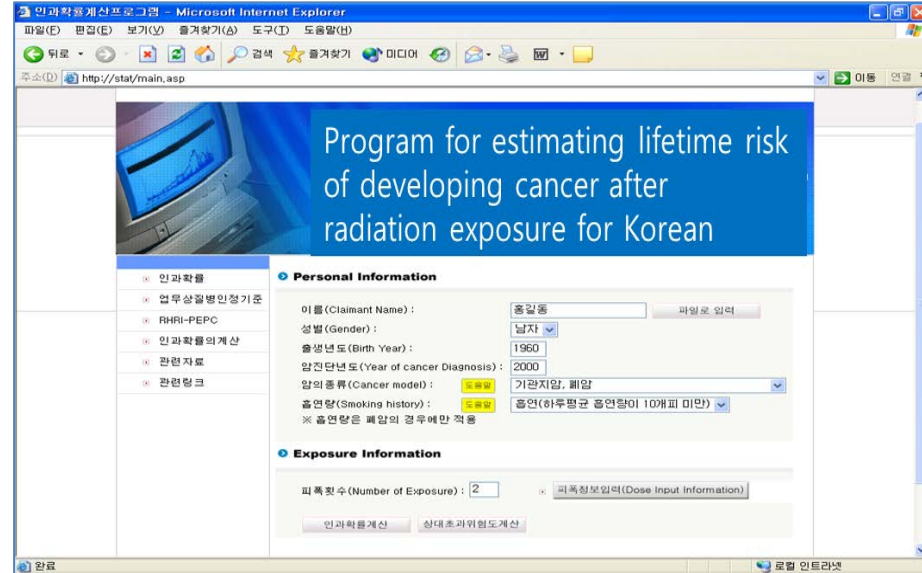 인과확률계산프로그램 - Microsoft Internet Explorer
파일(F) 편집(E) 보기(V) 즐겨찾기(A) 도구(T) 도움말(H)
뒤로 검색 즐겨찾기 미디어
주소(D) http://stat/main.asp 이동 연결
Program for estimating lifetime risk
of developing cancer after
radiation exposure for Korean
인과확률
업무상질병인정기준
RHRI-PEPC
인과확률의계산
관련자료
관련링크
Personal Information
이름(Claimant Name) : 홍길동 파일로 입력
성별(Gender) : 남자
출생년도(Birth Year) : 1960
암진단년도(Year of cancer Diagnosis) : 2000
암의종류(Cancer model) : 도움말 기관지암, 폐암
흡연량(Smoking history) : 도움말 흡연(하루평균 흡연량이 10개피 미만)
※ 흡연량은 폐암의 경우에만 적용
Exposure Information
피폭횟수(Number of Exposure) : 2 피폭정보입력(Dose Input Information)
인과확률계산 상대초과위험도계산
완료 로컬 인트라넷